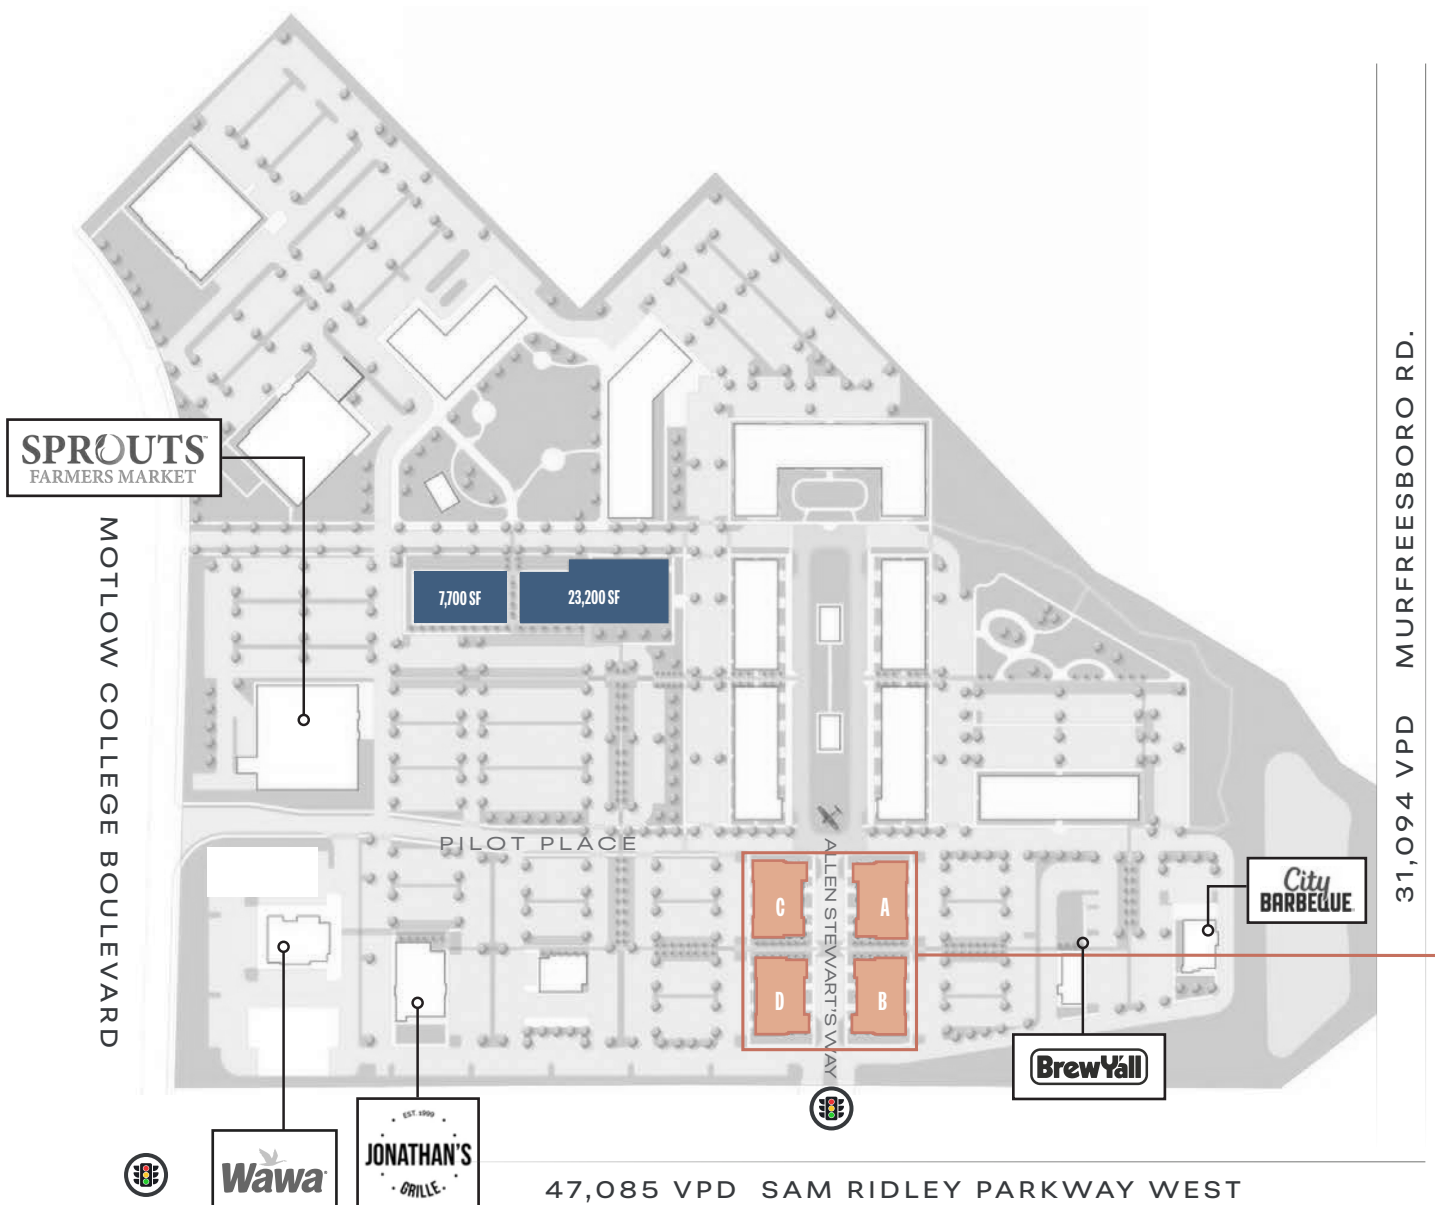 SPROUTS
FARMERS MARKET
MOTLOW COLLEGE BOULEVARD
31,094 VPD MURFREESBORO RD.
7,700 SF
23,200 SF
PILOT PLACE
ALLEN STEWART'S WAY
C
A
D
B
City
BARBEQUE
BrewY'all
Wawa
EST. 1999
JONATHAN'S
GRILLE
47,085 VPD SAM RIDLEY PARKWAY WEST